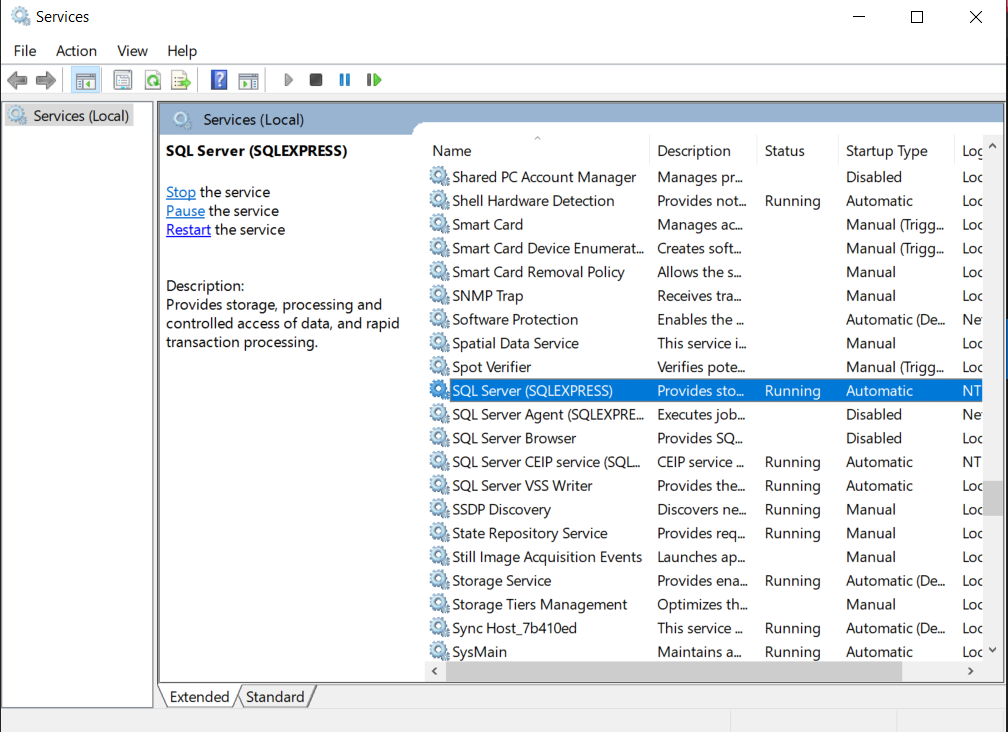 Services
File Action View Help
Services (Local)
Services (Local)
SQL Server (SQLEXPRESS)
Stop the service
Pause the service
Restart the service
Description:
Provides storage, processing and
controlled access of data, and rapid
transaction processing.
Name Description Status Startup Type Log
Shared PC Account Manager Manages pr... Disabled Loc
Shell Hardware Detection Provides not... Running Automatic Loc
Smart Card Manages ac... Manual (Trigg... Loc
Smart Card Device Enumerat... Creates soft... Manual (Trigg... Loc
Smart Card Removal Policy Allows the s... Manual Loc
SNMP Trap Receives tra... Manual Loc
Software Protection Enables the ... Automatic (De... Net
Spatial Data Service This service i... Manual Loc
Spot Verifier Verifies pote... Manual (Trigg... Loc
SQL Server (SQLEXPRESS) Provides sto... Running Automatic NT
SQL Server Agent (SQLEXPRE... Executes job... Disabled Net
SQL Server Browser Provides SQ... Disabled Loc
SQL Server CEIP service (SQL... CEIP service ... Running Automatic NT
SQL Server VSS Writer Provides the... Running Automatic Loc
SSDP Discovery Discovers ne... Running Manual Loc
State Repository Service Provides req... Running Manual Loc
Still Image Acquisition Events Launches ap... Manual Loc
Storage Service Provides ena... Running Automatic (De... Loc
Storage Tiers Management Optimizes th... Manual Loc
Sync Host_7b410ed This service ... Running Automatic (De... Loc
SysMain Maintains a... Running Automatic Loc
Extended Standard